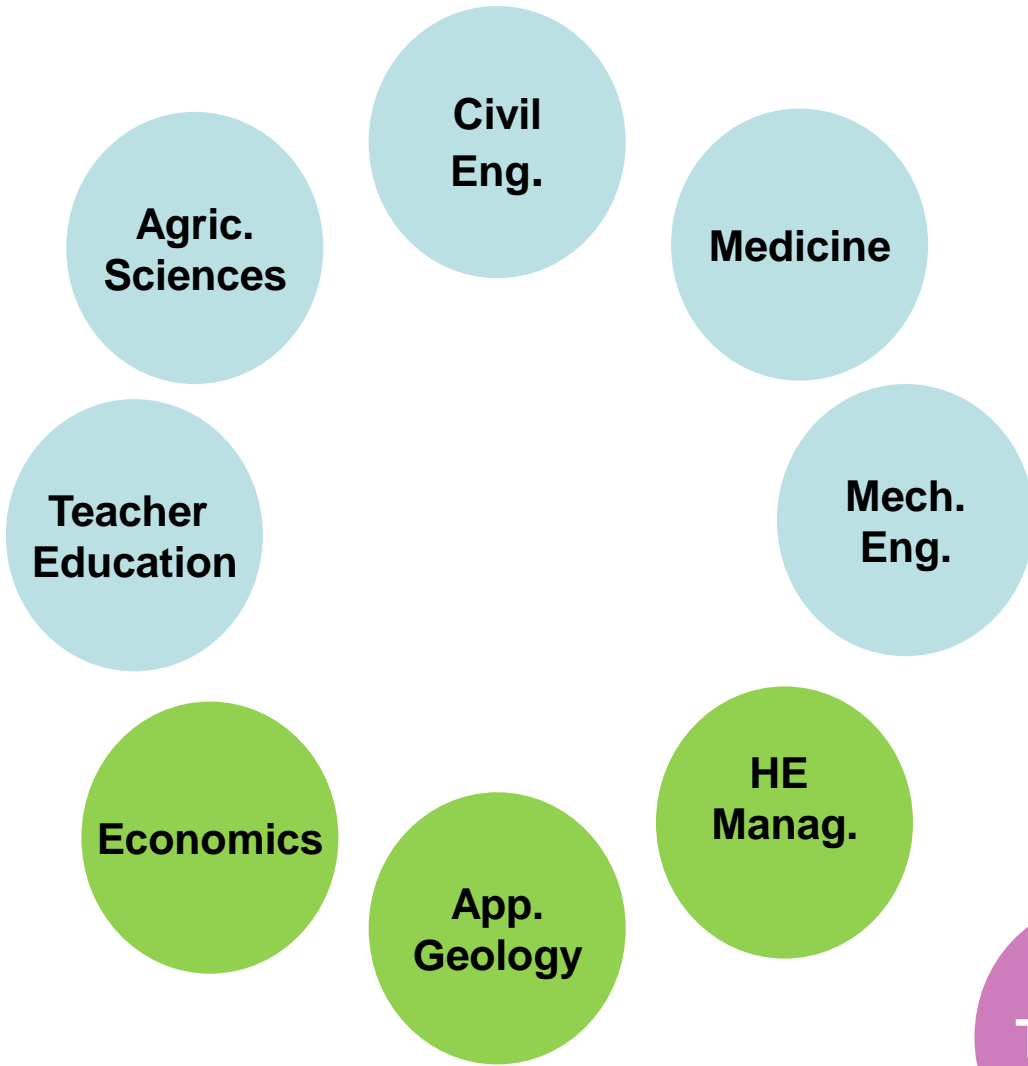 Civil
Eng.
Agric.
Sciences
Medicine
Teacher
Education
Mech.
Eng.
Economics
HE
Manag.
App.
Geology